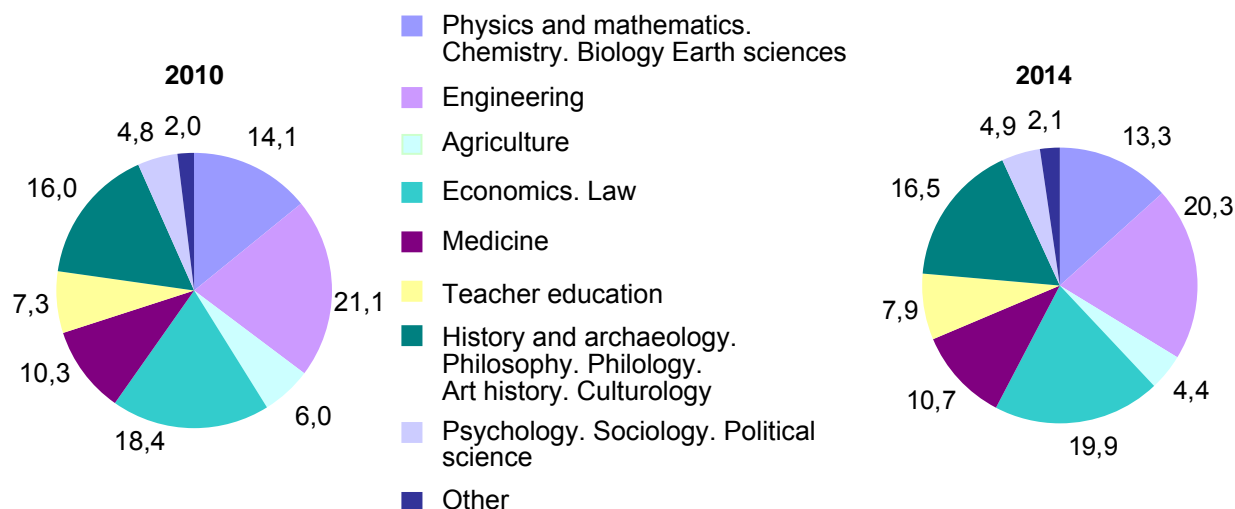 2010
4,8
2,0
14,1
16,0
7,3
21,1
10,3
6,0
18,4
Physics and mathematics.
Chemistry. Biology Earth sciences
Engineering
Agriculture
Economics. Law
Medicine
Teacher education
History and archaeology.
Philosophy. Philology.
Art history. Culturology
Psychology. Sociology. Political
science
Other
2014
4,9
2,1
13,3
16,5
20,3
7,9
10,7
4,4
19,9